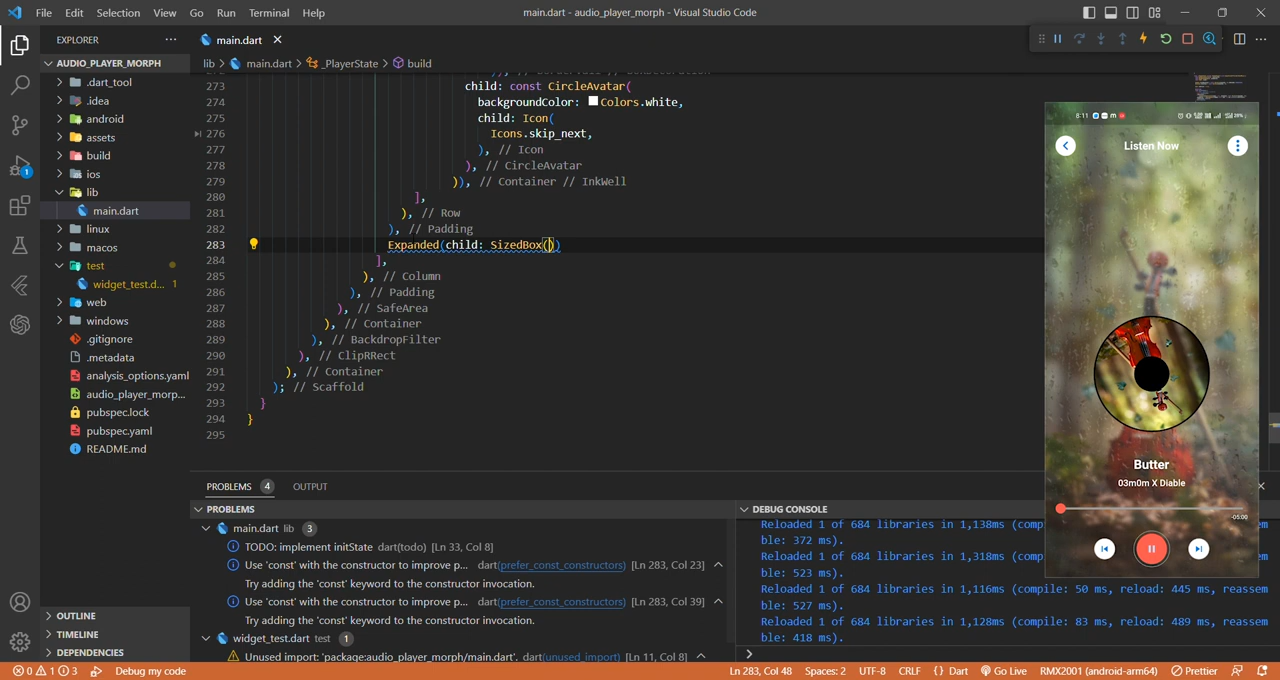 File Edit Selection View Go Run Terminal Help
main.dart - audio_player_morph - Visual Studio Code
EXPLORER
AUDIO_PLAYER_MORPH
.dart_tool
.idea
android
assets
build
ios
lib
main.dart
linux
macos
test
widget_test.d... 1
web
windows
.gitignore
.metadata
analysis_options.yaml
audio_player_morp...
pubspec.lock
pubspec.yaml
README.md
OUTLINE
TIMELINE
DEPENDENCIES
1
main.dart
lib > main.dart > _PlayerState > build
273 child: const CircleAvatar(
274 backgroundColor: Colors.white,
275 child: Icon(
276 Icons.skip_next,
277 ), // Icon
278 ), // CircleAvatar
279 )), // Container // InkWell
280 ],
281 ), // Row
282 ), // Padding
283 Expanded(child: SizedBox())
284 ],
285 ), // Column
286 ), // Padding
287 ), // SafeArea
288 ), // Container
289 ), // BackdropFilter
290 ), // ClipRRect
291 ), // Container
292 ); // Scaffold
293 }
294 }
295
8:11
Listen Now
Butter
03m0m X Diable
-05:00
PROBLEMS 4 OUTPUT
PROBLEMS
main.dart lib 3
TODO: implement initState dart(todo) [Ln 33, Col 8]
Use 'const' with the constructor to improve p... dart(prefer_const_constructors) [Ln 283, Col 23]
Try adding the 'const' keyword to the constructor invocation.
Use 'const' with the constructor to improve p... dart(prefer_const_constructors) [Ln 283, Col 39]
Try adding the 'const' keyword to the constructor invocation.
widget_test.dart test 1
Unused import: 'package:audio_player_morph/main.dart'. dart(unused_import) [Ln 11, Col 8]
DEBUG CONSOLE
Reloaded 1 of 684 libraries in 1,138ms (comp
ble: 372 ms).
Reloaded 1 of 684 libraries in 1,318ms (comp
ble: 523 ms).
Reloaded 1 of 684 libraries in 1,116ms (compile: 50 ms, reload: 445 ms, reassem
ble: 527 ms).
Reloaded 1 of 684 libraries in 1,128ms (compile: 83 ms, reload: 489 ms, reassem
ble: 418 ms).
0 1 3 Debug my code
Ln 283, Col 48 Spaces: 2 UTF-8 CRLF {} Dart Go Live RMX2001 (android-arm64) Prettier